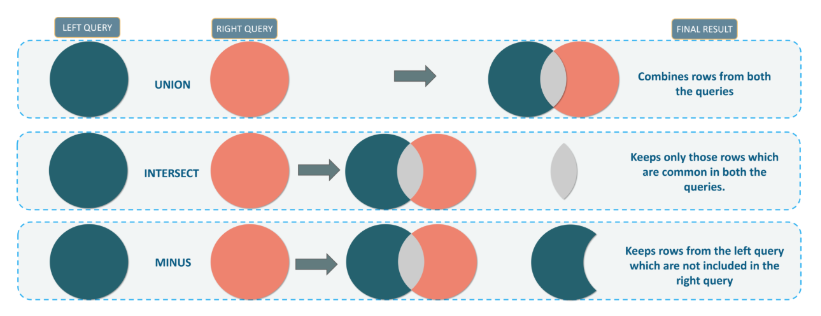 LEFT QUERY
RIGHT QUERY
FINAL RESULT
UNION
Combines rows from both
the queries
INTERSECT
Keeps only those rows which
are common in both the
queries.
MINUS
Keeps rows from the left query
which are not included in the
right query